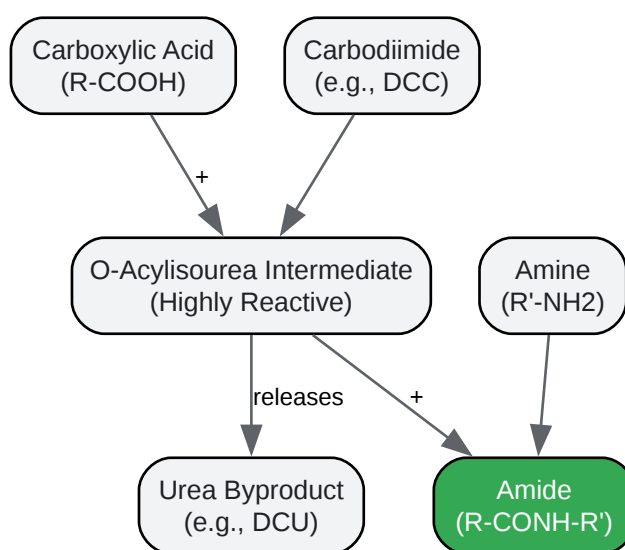 Carboxylic Acid
(R-COOH)
Carbodiimide
(e.g., DCC)
+
O-Acylisourea Intermediate
(Highly Reactive)
Amine
(R'-NH2)
releases
+
Urea Byproduct
(e.g., DCU)
Amide
(R-CONH-R')